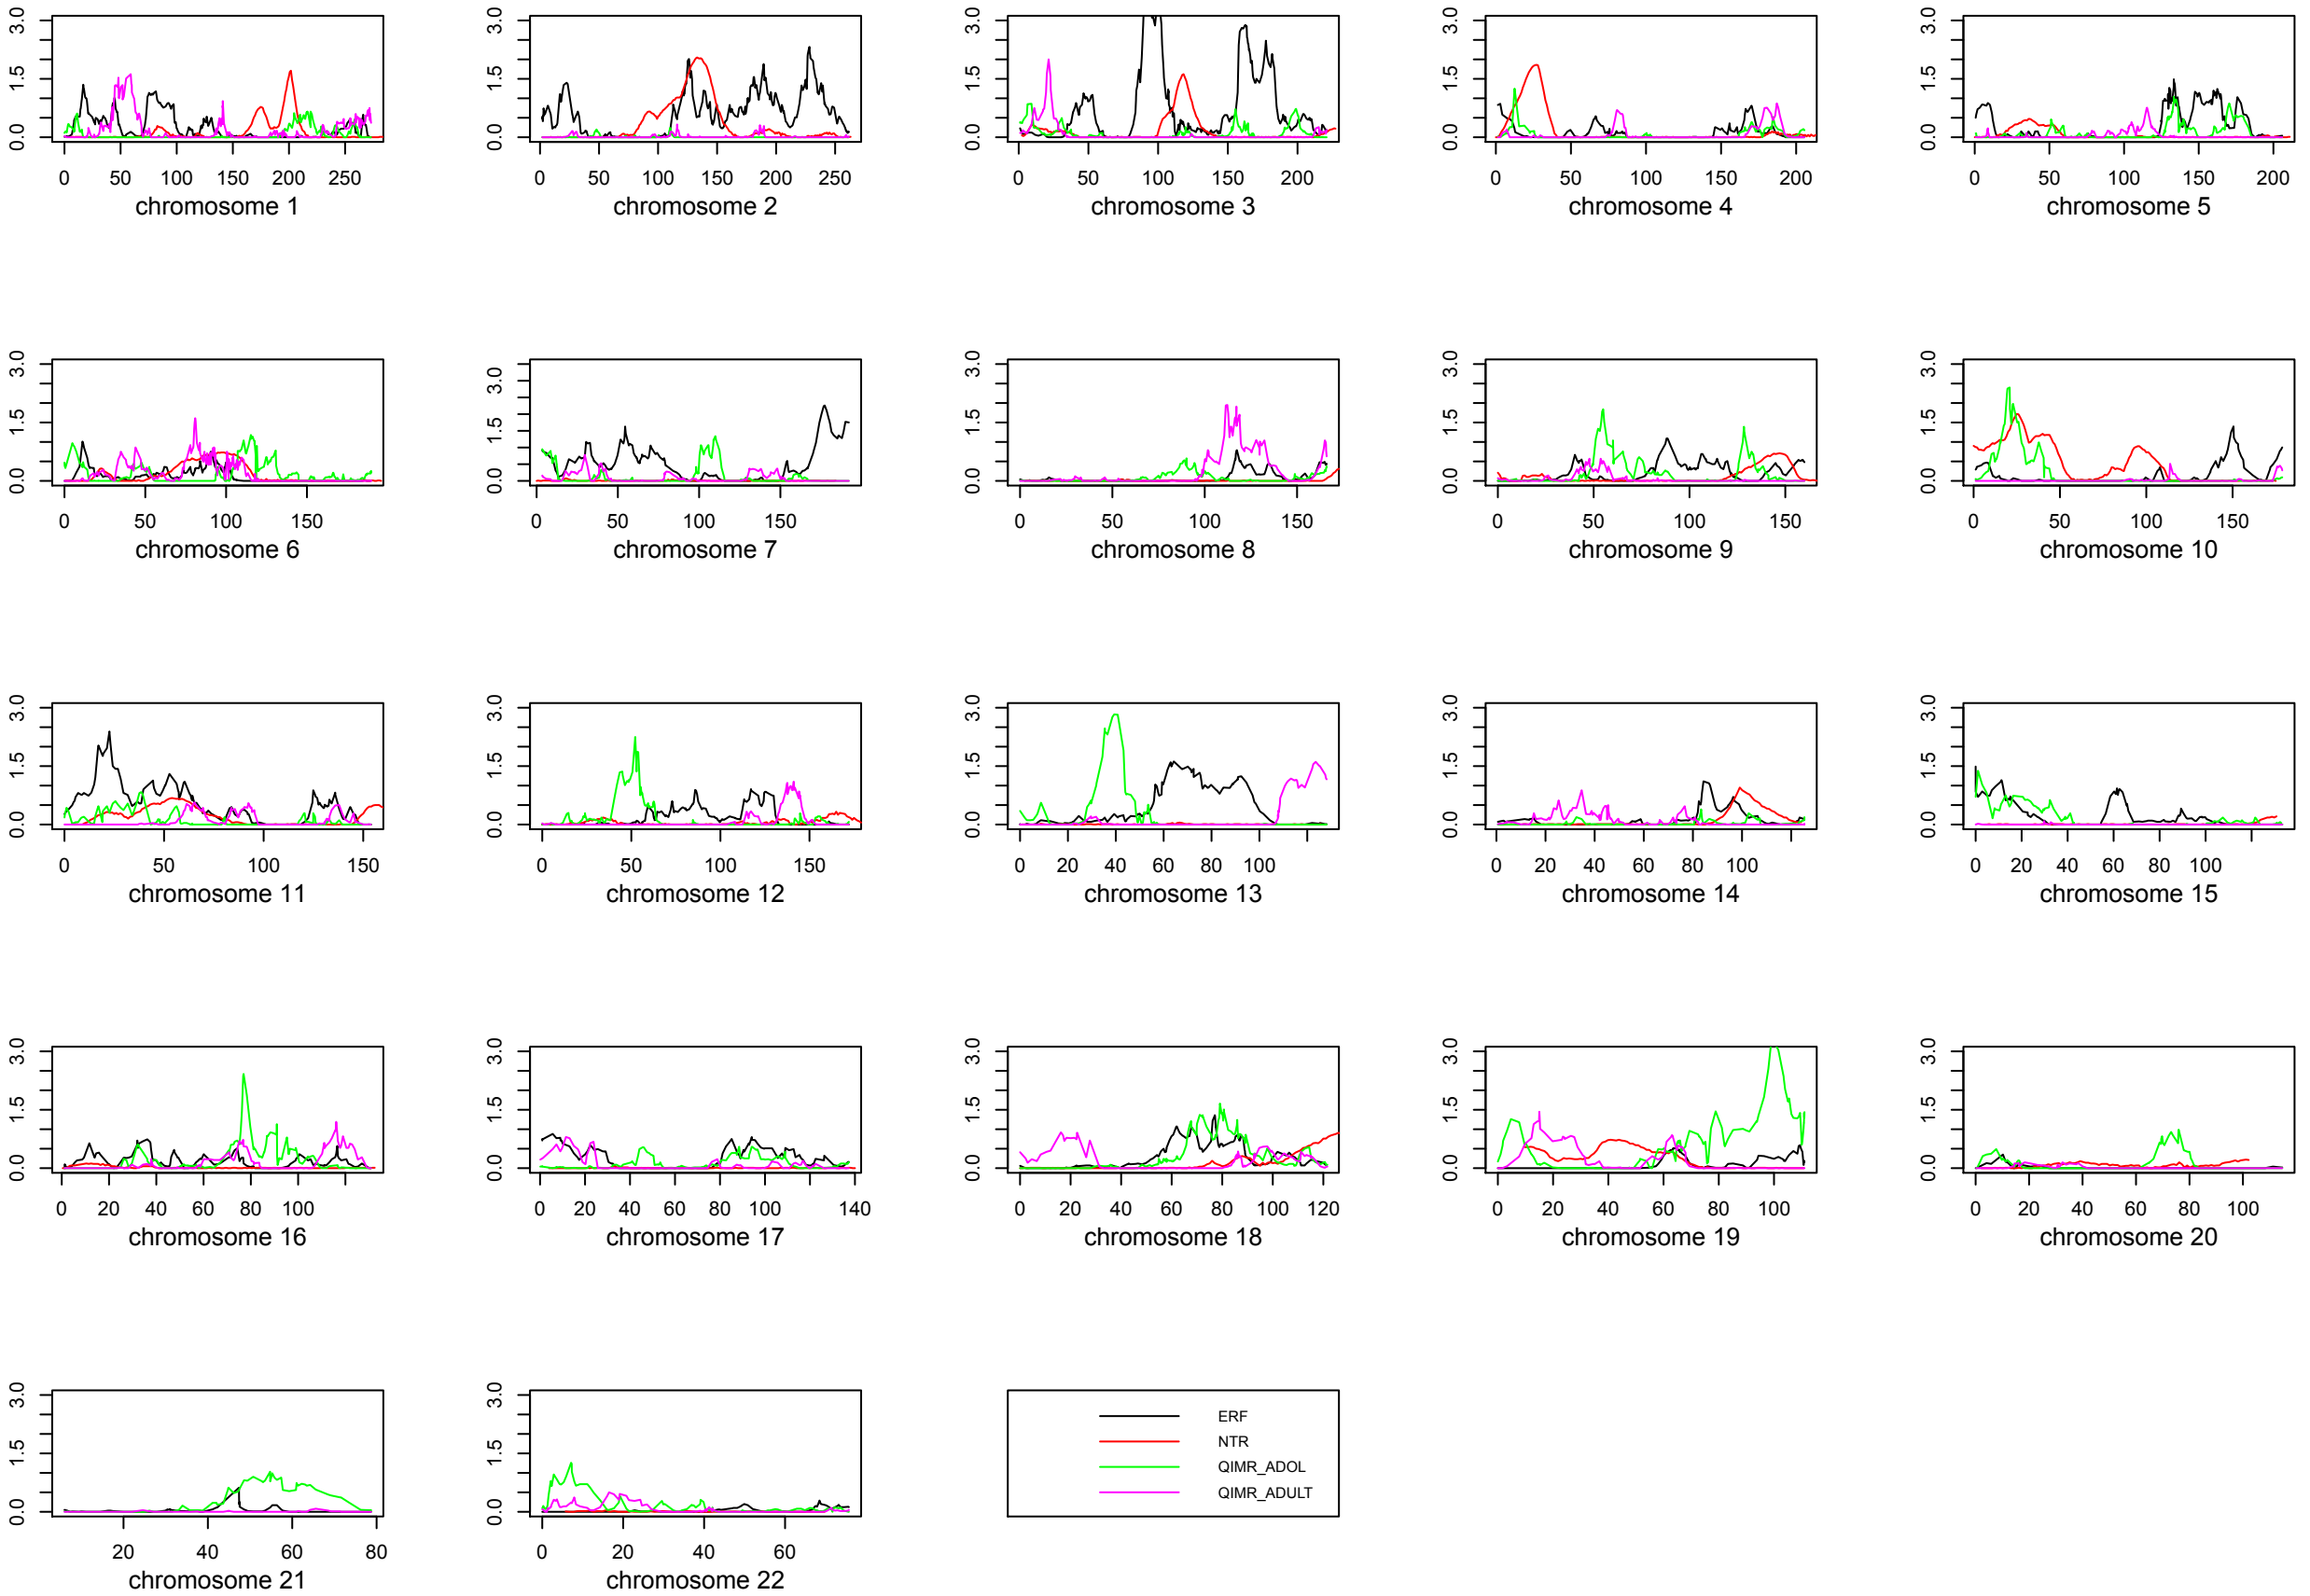 0.0 1.5 3.0
0 50 100 150 200 250
chromosome 1
0.0 1.5 3.0
0 50 100 150 200 250
chromosome 2
0.0 1.5 3.0
0 50 100 150 200
chromosome 3
0.0 1.5 3.0
0 50 100 150 200
chromosome 4
0.0 1.5 3.0
0 50 100 150 200
chromosome 5
0.0 1.5 3.0
0 50 100 150
chromosome 6
0.0 1.5 3.0
0 50 100 150
chromosome 7
0.0 1.5 3.0
0 50 100 150
chromosome 8
0.0 1.5 3.0
0 50 100 150
chromosome 9
0.0 1.5 3.0
0 50 100 150
chromosome 10
0.0 1.5 3.0
0 50 100 150
chromosome 11
0.0 1.5 3.0
0 50 100 150
chromosome 12
0.0 1.5 3.0
0 20 40 60 80 100
chromosome 13
0.0 1.5 3.0
0 20 40 60 80 100
chromosome 14
0.0 1.5 3.0
0 20 40 60 80 100
chromosome 15
0.0 1.5 3.0
0 20 40 60 80 100
chromosome 16
0.0 1.5 3.0
0 20 40 60 80 100 140
chromosome 17
0.0 1.5 3.0
0 20 40 60 80 100 120
chromosome 18
0.0 1.5 3.0
0 20 40 60 80 100
chromosome 19
0.0 1.5 3.0
0 20 40 60 80 100
chromosome 20
0.0 1.5 3.0
20 40 60 80
chromosome 21
0.0 1.5 3.0
0 20 40 60
chromosome 22
ERF
NTR
QIMR_ADOL
QIMR_ADULT